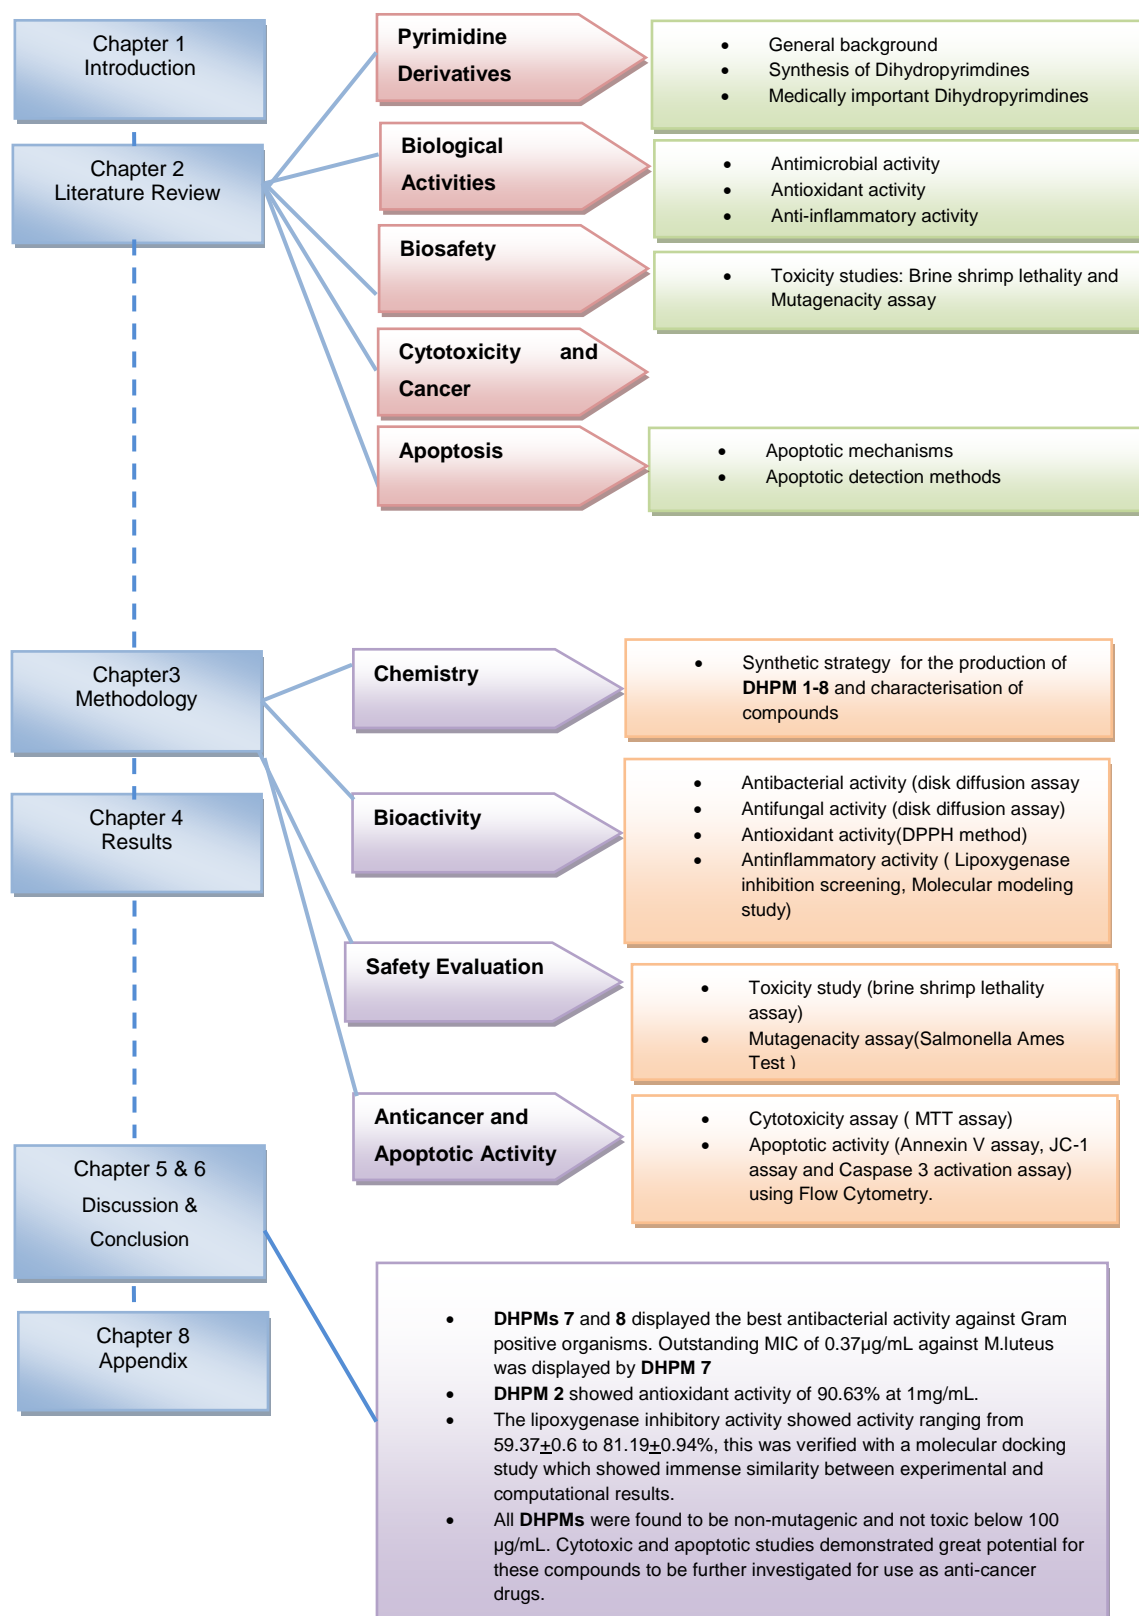 Chapter 1
Introduction
Chapter 2
Literature Review
Pyrimidine
Derivatives
• General background
• Synthesis of Dihydropyrimdines
• Medically important Dihydropyrimdines
Biological
Activities
• Antimicrobial activity
• Antioxidant activity
• Anti-inflammatory activity
Biosafety
• Toxicity studies: Brine shrimp lethality and
Mutagenacity assay
Cytotoxicity and
Cancer
Apoptosis
• Apoptotic mechanisms
• Apoptotic detection methods
Chapter3
Methodology
Chemistry
• Synthetic strategy for the production of
DHPM 1-8 and characterisation of
compounds
Chapter 4
Results
Bioactivity
• Antibacterial activity (disk diffusion assay
• Antifungal activity (disk diffusion assay)
• Antioxidant activity(DPPH method)
• Antinflammatory activity ( Lipoxygenase
inhibition screening, Molecular modeling
study)
Safety Evaluation
• Toxicity study (brine shrimp lethality
assay)
• Mutagenacity assay(Salmonella Ames
Test )
Anticancer and
Apoptotic Activity
• Cytotoxicity assay ( MTT assay)
• Apoptotic activity (Annexin V assay, JC-1
assay and Caspase 3 activation assay)
using Flow Cytometry.
Chapter 5 & 6
Discussion &
Conclusion
Chapter 8
Appendix
• DHPMs 7 and 8 displayed the best antibacterial activity against Gram
positive organisms. Outstanding MIC of 0.37µg/mL against M.luteus
was displayed by DHPM 7
• DHPM 2 showed antioxidant activity of 90.63% at 1mg/mL.
• The lipoxygenase inhibitory activity showed activity ranging from
59.37±0.6 to 81.19±0.94%, this was verified with a molecular docking
study which showed immense similarity between experimental and
computational results.
• All DHPMs were found to be non-mutagenic and not toxic below 100
µg/mL. Cytotoxic and apoptotic studies demonstrated great potential for
these compounds to be further investigated for use as anti-cancer
drugs.